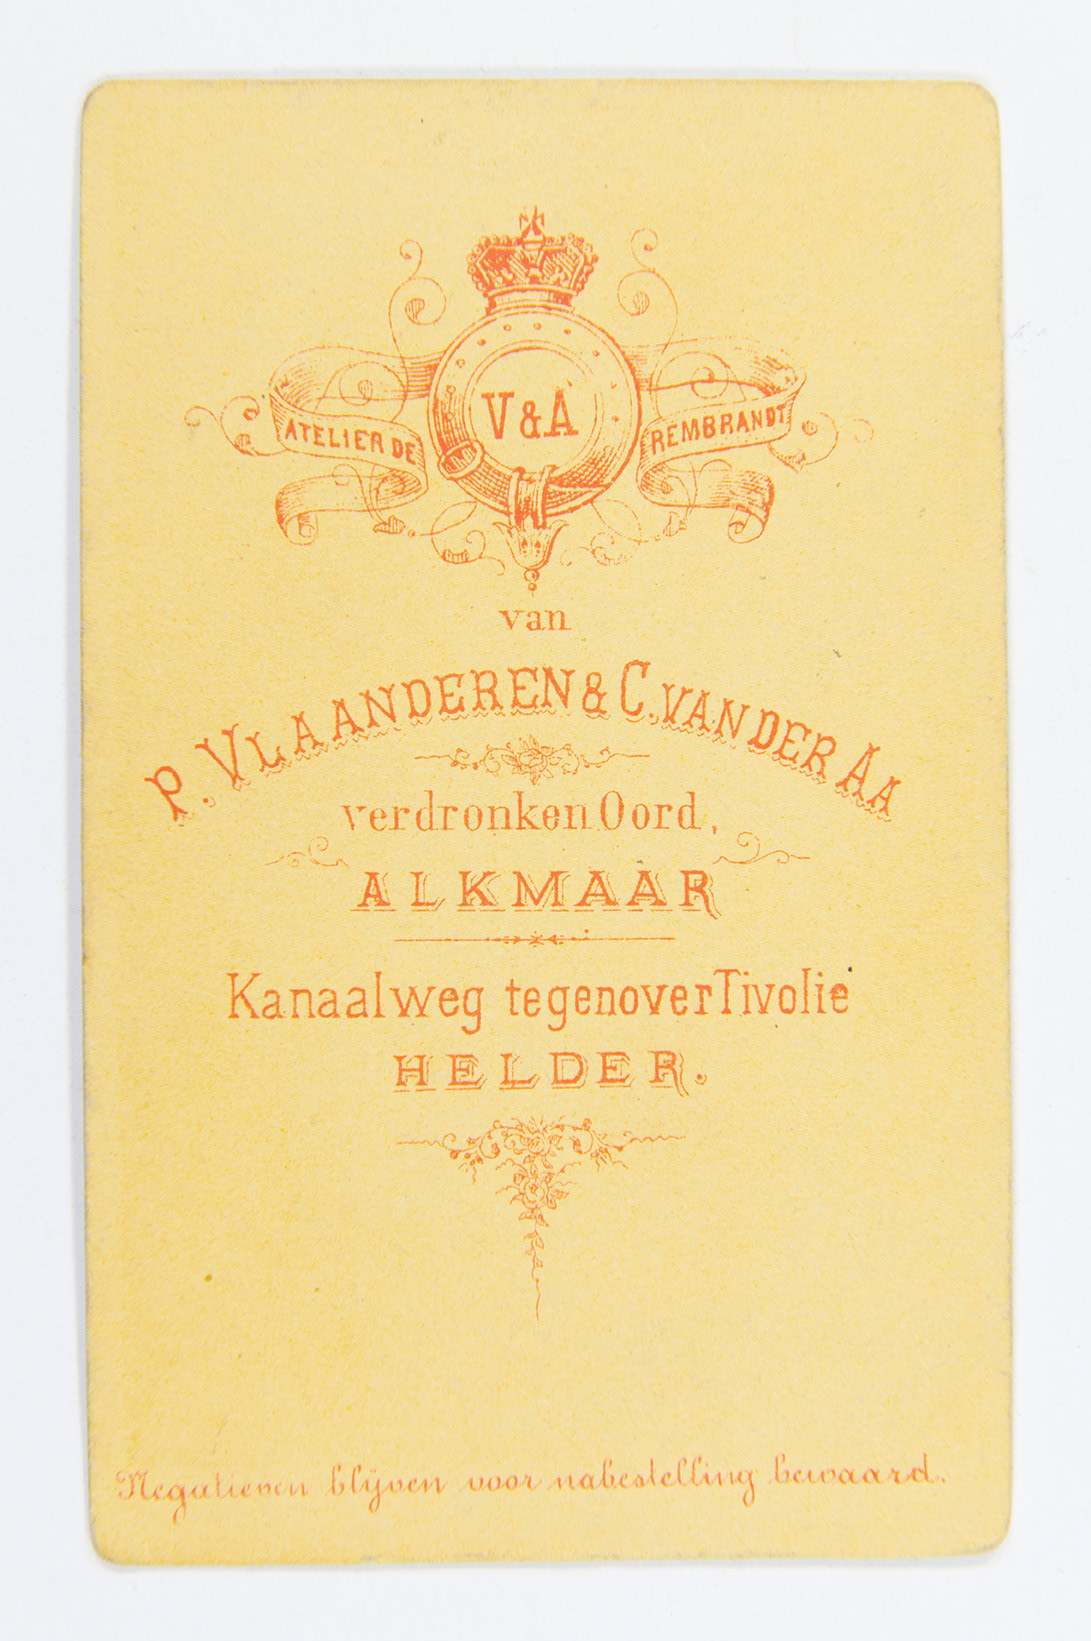 V & A
ATELIER DE REMBRANDT
van
P. VLAANDEREN & C. VAN DER AA
verdronken Oord,
ALKMAAR
Kanaalweg tegenover Tivolie
HELDER.
Negatieven blijven voor nabestelling bewaard.